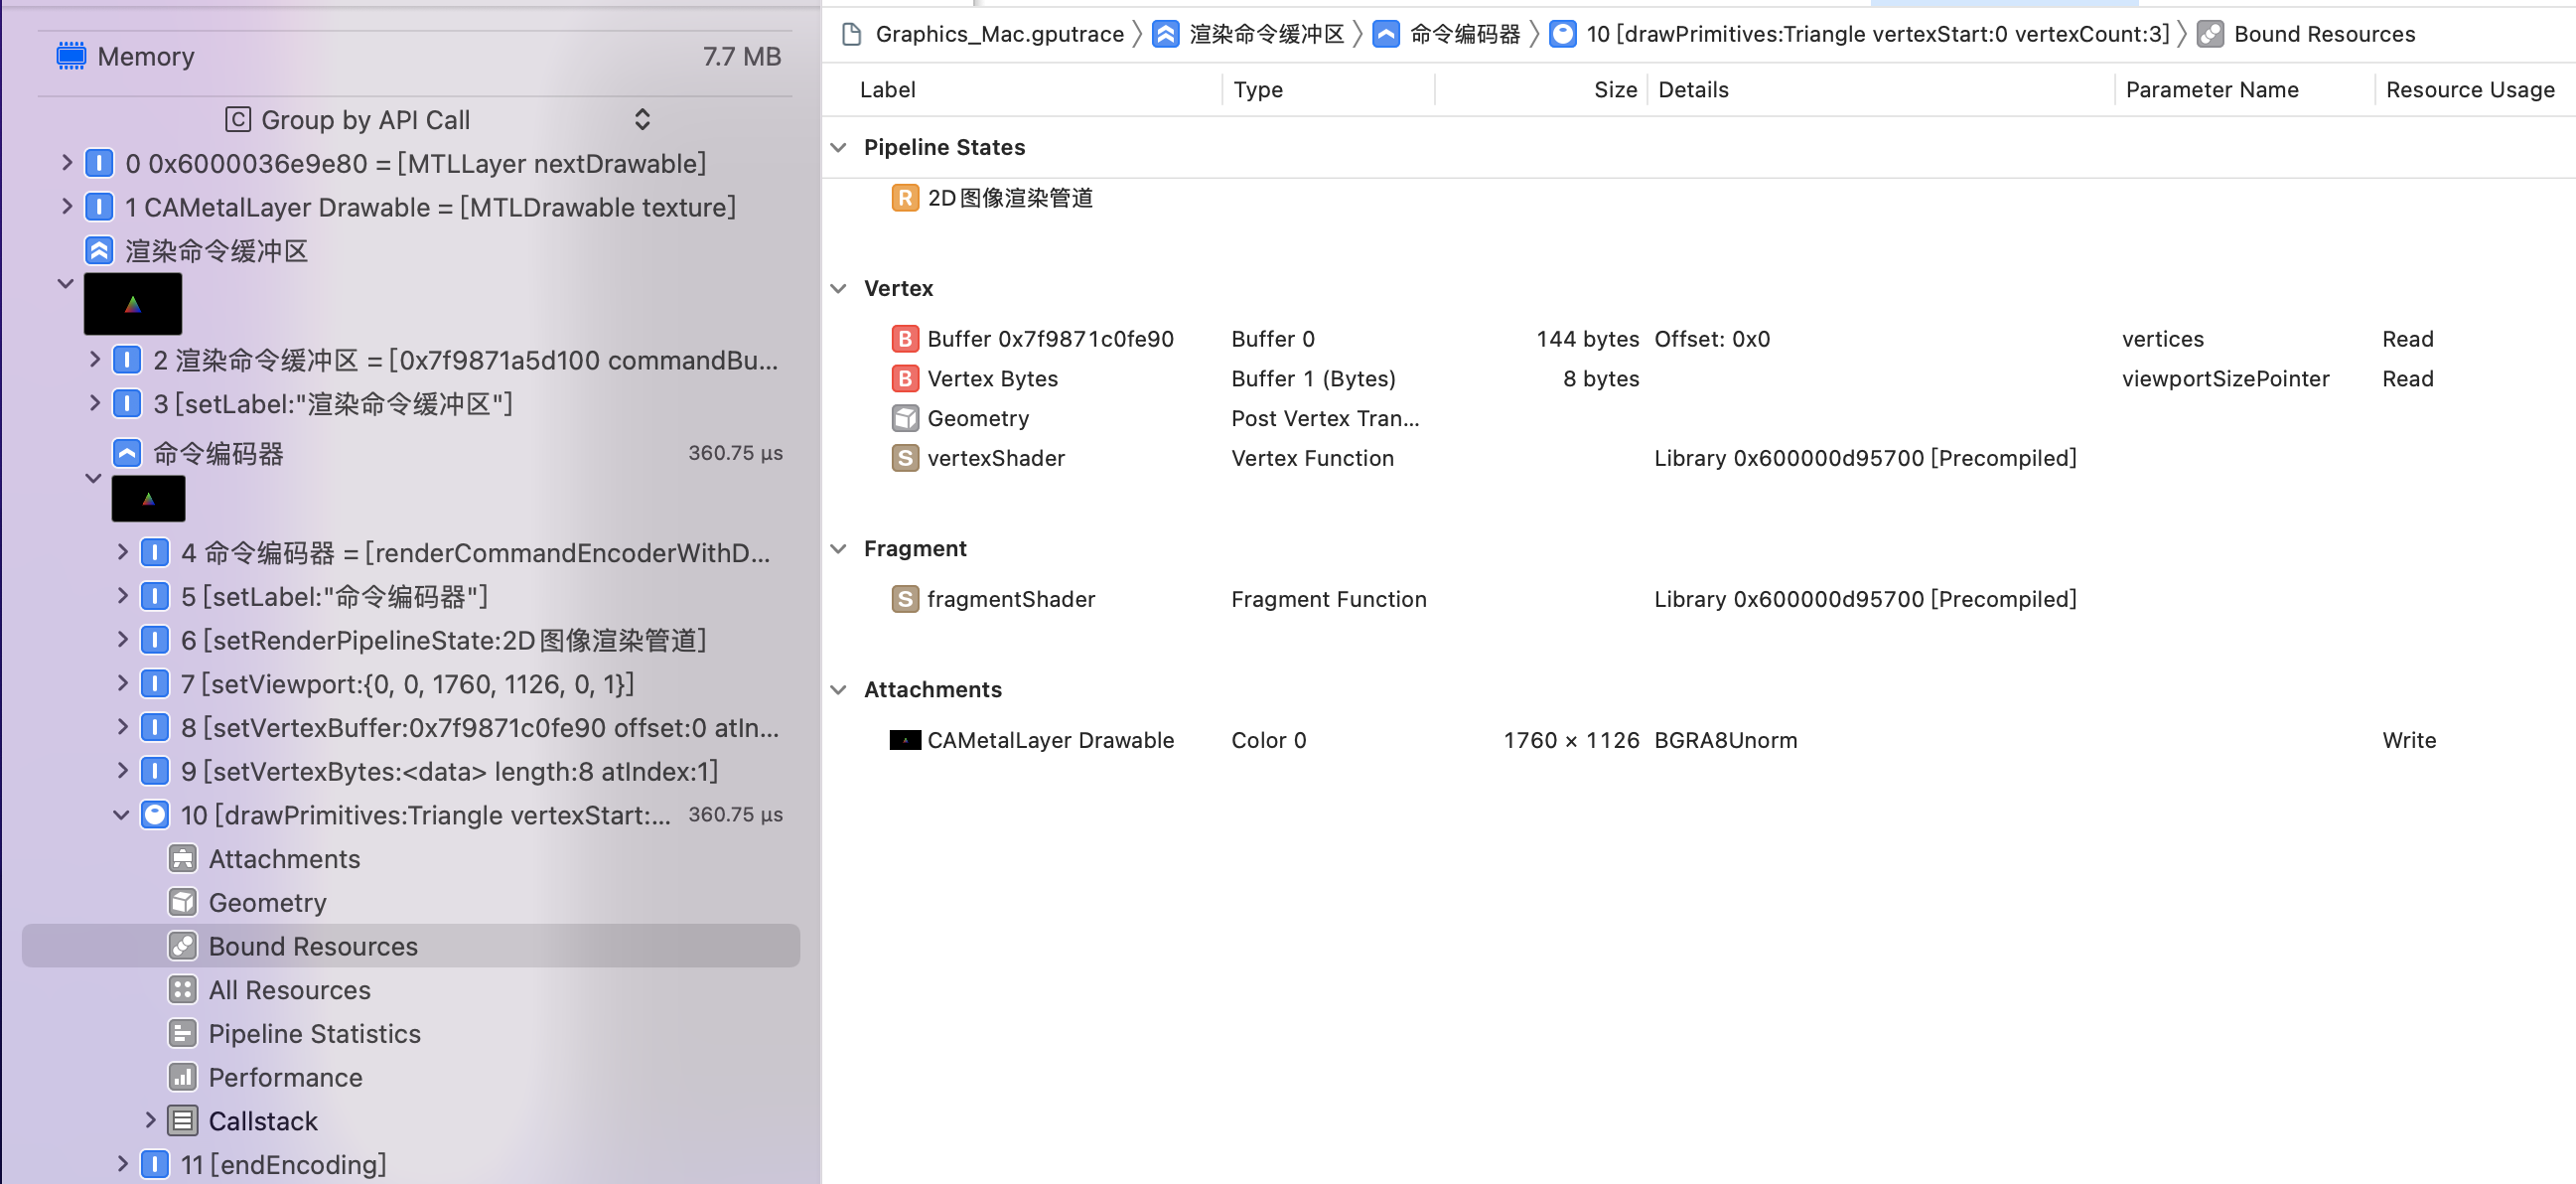 Memory 7.7 MB
Group by API Call
0 0x6000036e9e80 = [MTLLayer nextDrawable]
1 CAMetalLayer Drawable = [MTLDrawable texture]
渲染命令缓冲区
2 渲染命令缓冲区 = [0x7f9871a5d100 commandBu...
3 [setLabel:"渲染命令缓冲区"]
命令编码器 360.75 µs
4 命令编码器 = [renderCommandEncoderWithD...
5 [setLabel:"命令编码器"]
6 [setRenderPipelineState:2D图像渲染管道]
7 [setViewport:{0, 0, 1760, 1126, 0, 1}]
8 [setVertexBuffer:0x7f9871c0fe90 offset:0 atIn...
9 [setVertexBytes:<data> length:8 atIndex:1]
10 [drawPrimitives:Triangle vertexStart:... 360.75 µs
Attachments
Geometry
Bound Resources
All Resources
Pipeline Statistics
Performance
Callstack
11 [endEncoding]
Graphics_Mac.gputrace 渲染命令缓冲区 命令编码器 10 [drawPrimitives:Triangle vertexStart:0 vertexCount:3] Bound Resources
Label Type Size Details Parameter Name Resource Usage
Pipeline States
R 2D图像渲染管道
Vertex
B Buffer 0x7f9871c0fe90 Buffer 0 144 bytes Offset: 0x0 vertices Read
B Vertex Bytes Buffer 1 (Bytes) 8 bytes viewportSizePointer Read
Geometry Post Vertex Tran...
S vertexShader Vertex Function Library 0x600000d95700 [Precompiled]
Fragment
S fragmentShader Fragment Function Library 0x600000d95700 [Precompiled]
Attachments
CAMetalLayer Drawable Color 0 1760 × 1126 BGRA8Unorm Write